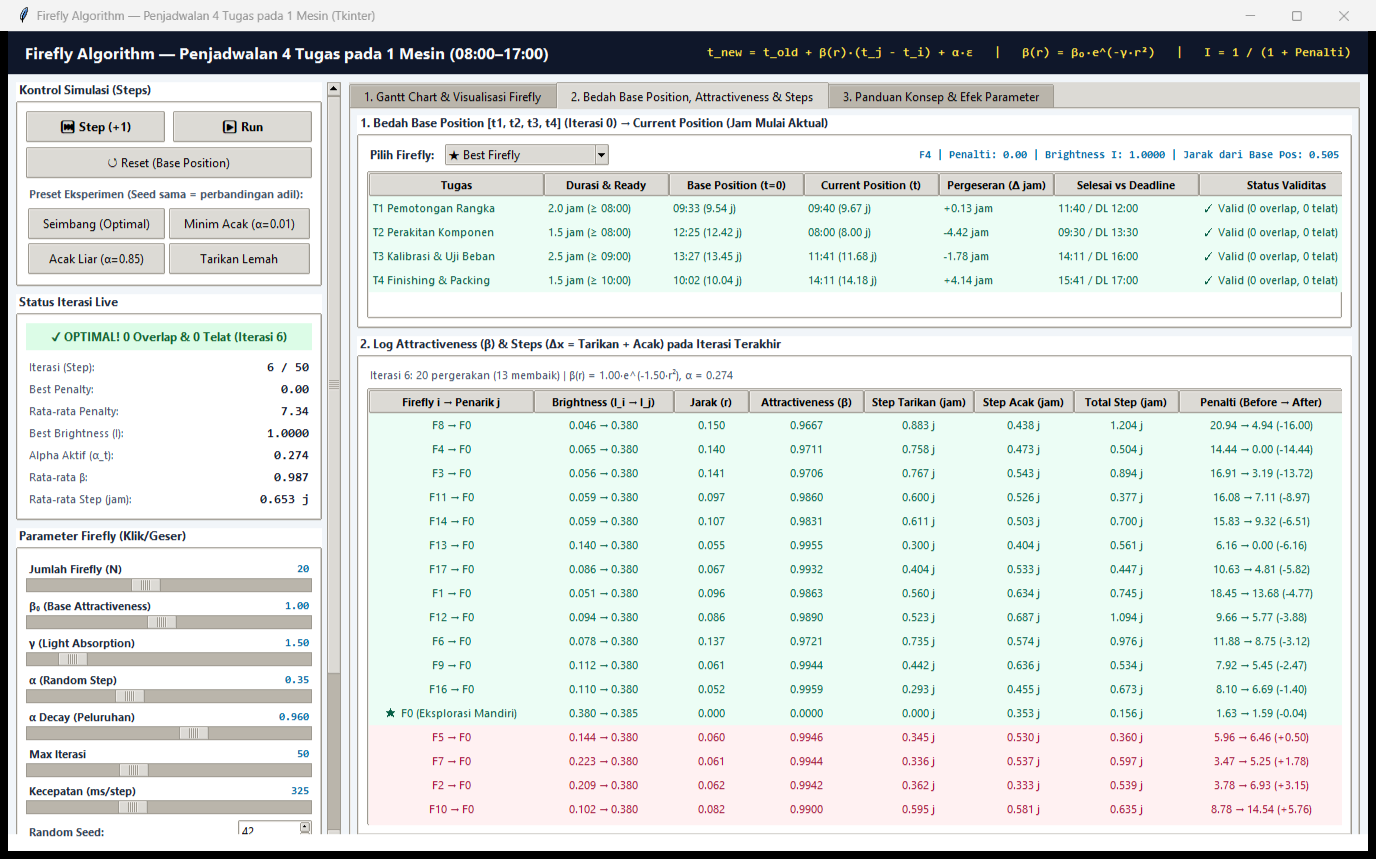 Firefly Algorithm — Penjadwalan 4 Tugas pada 1 Mesin (Tkinter)
Firefly Algorithm — Penjadwalan 4 Tugas pada 1 Mesin (08:00–17:00)
t_new = t_old + β(r)·(t_j - t_i) + α·ε | β(r) = β₀·e^(-γ·r²) | I = 1 / (1 + Penalti)
Kontrol Simulasi (Steps)
⏭ Step (+1)
▶ Run
↺ Reset (Base Position)
Preset Eksperimen (Seed sama = perbandingan adil):
Seimbang (Optimal)
Minim Acak (α=0.01)
Acak Liar (α=0.85)
Tarikan Lemah
Status Iterasi Live
✓ OPTIMAL! 0 Overlap & 0 Telat (Iterasi 6)
Iterasi (Step): 6 / 50
Best Penalty: 0.00
Rata-rata Penalty: 7.34
Best Brightness (I): 1.0000
Alpha Aktif (α_t): 0.274
Rata-rata β: 0.987
Rata-rata Step (jam): 0.653 j
Parameter Firefly (Klik/Geser)
Jumlah Firefly (N) 20
β₀ (Base Attractiveness) 1.00
γ (Light Absorption) 1.50
α (Random Step) 0.35
α Decay (Peluruhan) 0.960
Max Iterasi 50
Kecepatan (ms/step) 325
Random Seed: 42
1. Gantt Chart & Visualisasi Firefly
2. Bedah Base Position, Attractiveness & Steps
3. Panduan Konsep & Efek Parameter
1. Bedah Base Position [t1, t2, t3, t4] (Iterasi 0) → Current Position (Jam Mulai Aktual)
Pilih Firefly: ★ Best Firefly
F4 | Penalti: 0.00 | Brightness I: 1.0000 | Jarak dari Base Pos: 0.505
Tugas Durasi & Ready Base Position (t=0) Current Position (t) Pergeseran (Δ jam) Selesai vs Deadline Status Validitas
T1 Pemotongan Rangka 2.0 jam (≥ 08:00) 09:33 (9.54 j) 09:40 (9.67 j) +0.13 jam 11:40 / DL 12:00 ✓ Valid (0 overlap, 0 telat)
T2 Perakitan Komponen 1.5 jam (≥ 08:00) 12:25 (12.42 j) 08:00 (8.00 j) -4.42 jam 09:30 / DL 13:30 ✓ Valid (0 overlap, 0 telat)
T3 Kalibrasi & Uji Beban 2.5 jam (≥ 09:00) 13:27 (13.45 j) 11:41 (11.68 j) -1.78 jam 14:11 / DL 16:00 ✓ Valid (0 overlap, 0 telat)
T4 Finishing & Packing 1.5 jam (≥ 10:00) 10:02 (10.04 j) 14:11 (14.18 j) +4.14 jam 15:41 / DL 17:00 ✓ Valid (0 overlap, 0 telat)
2. Log Attractiveness (β) & Steps (Δx = Tarikan + Acak) pada Iterasi Terakhir
Iterasi 6: 20 pergerakan (13 membaik) | β(r) = 1.00·e^(-1.50·r²), α = 0.274
Firefly i → Penarik j Brightness (I_i → I_j) Jarak (r) Attractiveness (β) Step Tarikan (jam) Step Acak (jam) Total Step (jam) Penalti (Before → After)
F8 → F0 0.046 → 0.380 0.150 0.9667 0.883 j 0.438 j 1.204 j 20.94 → 4.94 (-16.00)
F4 → F0 0.065 → 0.380 0.140 0.9711 0.758 j 0.473 j 0.504 j 14.44 → 0.00 (-14.44)
F3 → F0 0.056 → 0.380 0.141 0.9706 0.767 j 0.543 j 0.894 j 16.91 → 3.19 (-13.72)
F11 → F0 0.059 → 0.380 0.097 0.9860 0.600 j 0.526 j 0.377 j 16.08 → 7.11 (-8.97)
F14 → F0 0.059 → 0.380 0.107 0.9831 0.611 j 0.503 j 0.700 j 15.83 → 9.32 (-6.51)
F13 → F0 0.140 → 0.380 0.055 0.9955 0.300 j 0.404 j 0.561 j 6.16 → 0.00 (-6.16)
F17 → F0 0.086 → 0.380 0.067 0.9932 0.404 j 0.533 j 0.447 j 10.63 → 4.81 (-5.82)
F1 → F0 0.051 → 0.380 0.096 0.9863 0.560 j 0.634 j 0.745 j 18.45 → 13.68 (-4.77)
F12 → F0 0.094 → 0.380 0.086 0.9890 0.523 j 0.687 j 1.094 j 9.66 → 5.77 (-3.88)
F6 → F0 0.078 → 0.380 0.137 0.9721 0.735 j 0.574 j 0.976 j 11.88 → 8.75 (-3.12)
F9 → F0 0.112 → 0.380 0.061 0.9944 0.442 j 0.636 j 0.534 j 7.92 → 5.45 (-2.47)
F16 → F0 0.110 → 0.380 0.052 0.9959 0.293 j 0.455 j 0.673 j 8.10 → 6.69 (-1.40)
★ F0 (Eksplorasi Mandiri) 0.380 → 0.385 0.000 0.0000 0.000 j 0.353 j 0.156 j 1.63 → 1.59 (-0.04)
F5 → F0 0.144 → 0.380 0.060 0.9946 0.345 j 0.530 j 0.360 j 5.96 → 6.46 (+0.50)
F7 → F0 0.223 → 0.380 0.061 0.9944 0.336 j 0.537 j 0.597 j 3.47 → 5.25 (+1.78)
F2 → F0 0.209 → 0.380 0.062 0.9942 0.362 j 0.333 j 0.539 j 3.78 → 6.93 (+3.15)
F10 → F0 0.102 → 0.380 0.082 0.9900 0.595 j 0.581 j 0.635 j 8.78 → 14.54 (+5.76)